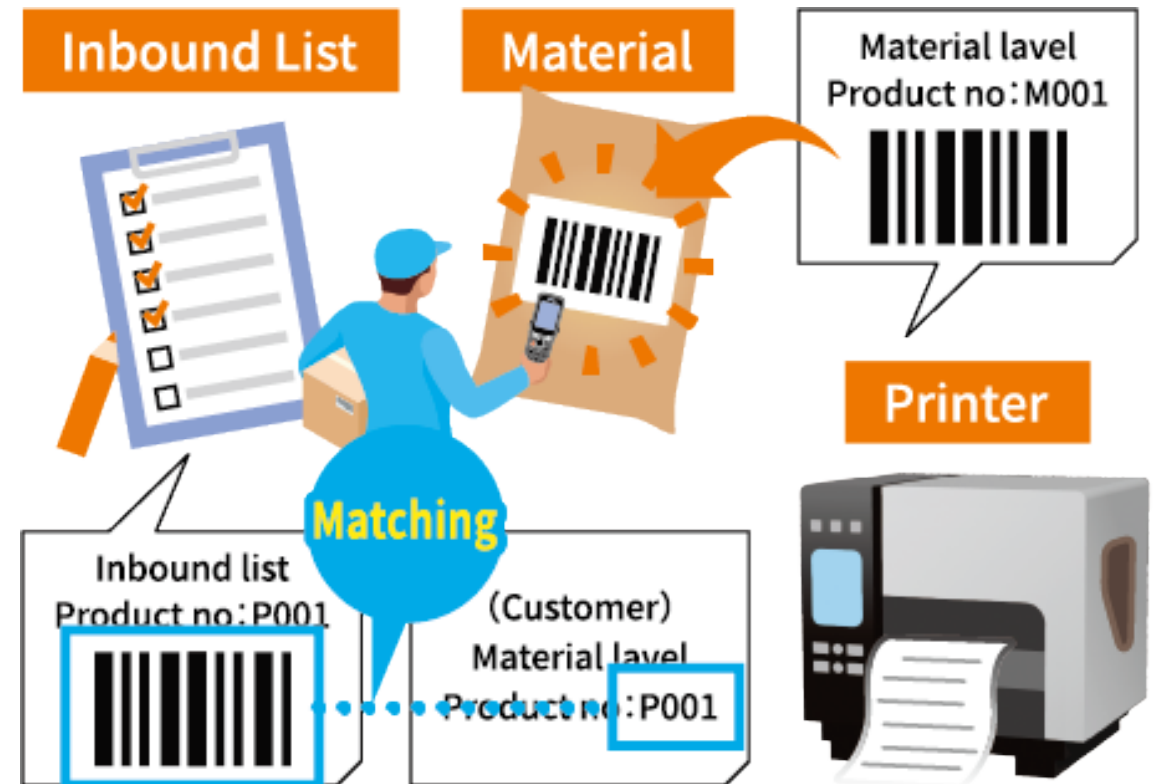 Inbound List
Material
Material lavel
Product no:M001
Printer
Matching
Inbound list
Product no:P001
(Customer)
Material lavel
Product no:P001